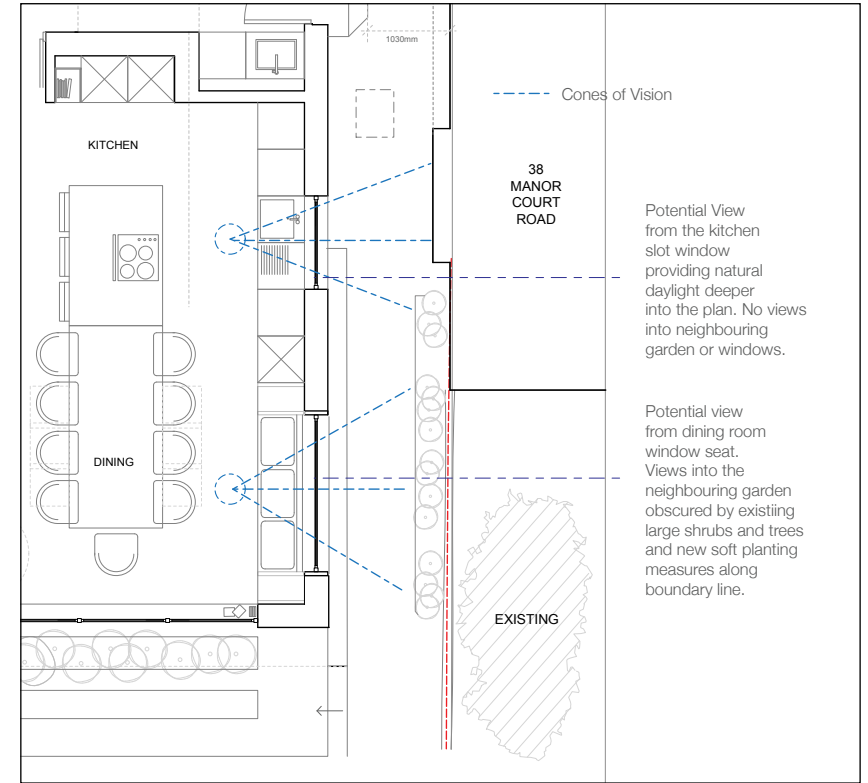 1030mm
Cones of Vision
KITCHEN
38
MANOR
COURT
ROAD
Potential View
from the kitchen
slot window
providing natural
daylight deeper
into the plan. No views
into neighbouring
garden or windows.
Potential view
from dining room
window seat.
Views into the
neighbouring garden
obscured by existiing
large shrubs and trees
and new soft planting
measures along
boundary line.
DINING
EXISTING